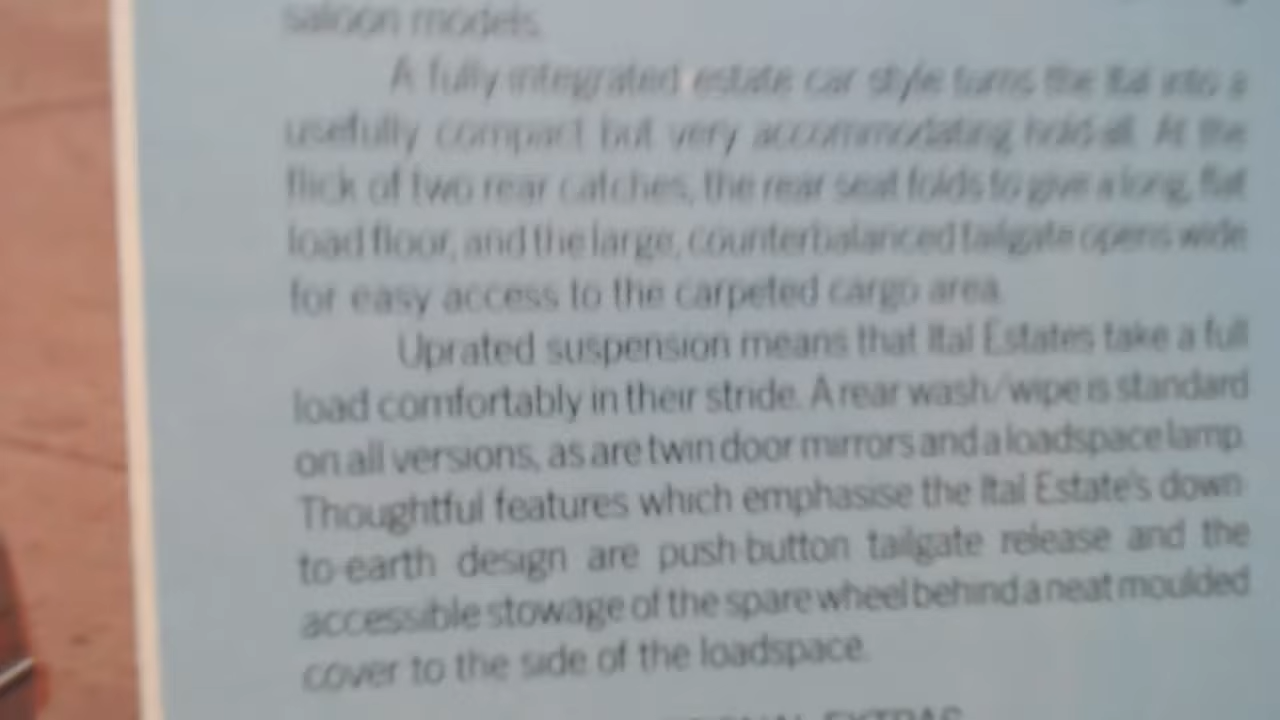 saloon models.
A fully integrated estate car style turns the Ital into a
usefully compact but very accommodating hold-all. At the
flick of two rear catches, the rear seat folds to give a long, flat
load floor, and the large, counterbalanced tailgate opens wide
for easy access to the carpeted cargo area.
Uprated suspension means that Ital Estates take a full
load comfortably in their stride. A rear wash/wipe is standard
on all versions, as are twin door mirrors and a loadspace lamp.
Thoughtful features which emphasise the Ital Estate's down-
to-earth design are push-button tailgate release and the
accessible stowage of the spare wheel behind a neat moulded
cover to the side of the loadspace.
EXTRAS